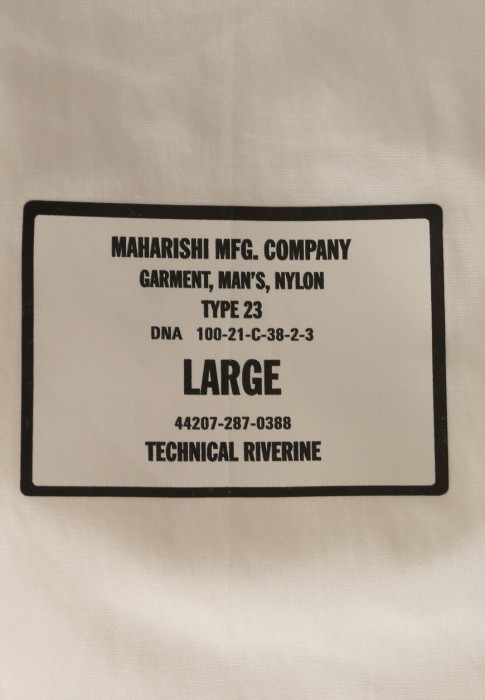 MAHARISHI MFG. COMPANY
GARMENT, MAN'S, NYLON
TYPE 23
DNA 100-21-C-38-2-3
LARGE
44207-287-0388
TECHNICAL RIVERINE